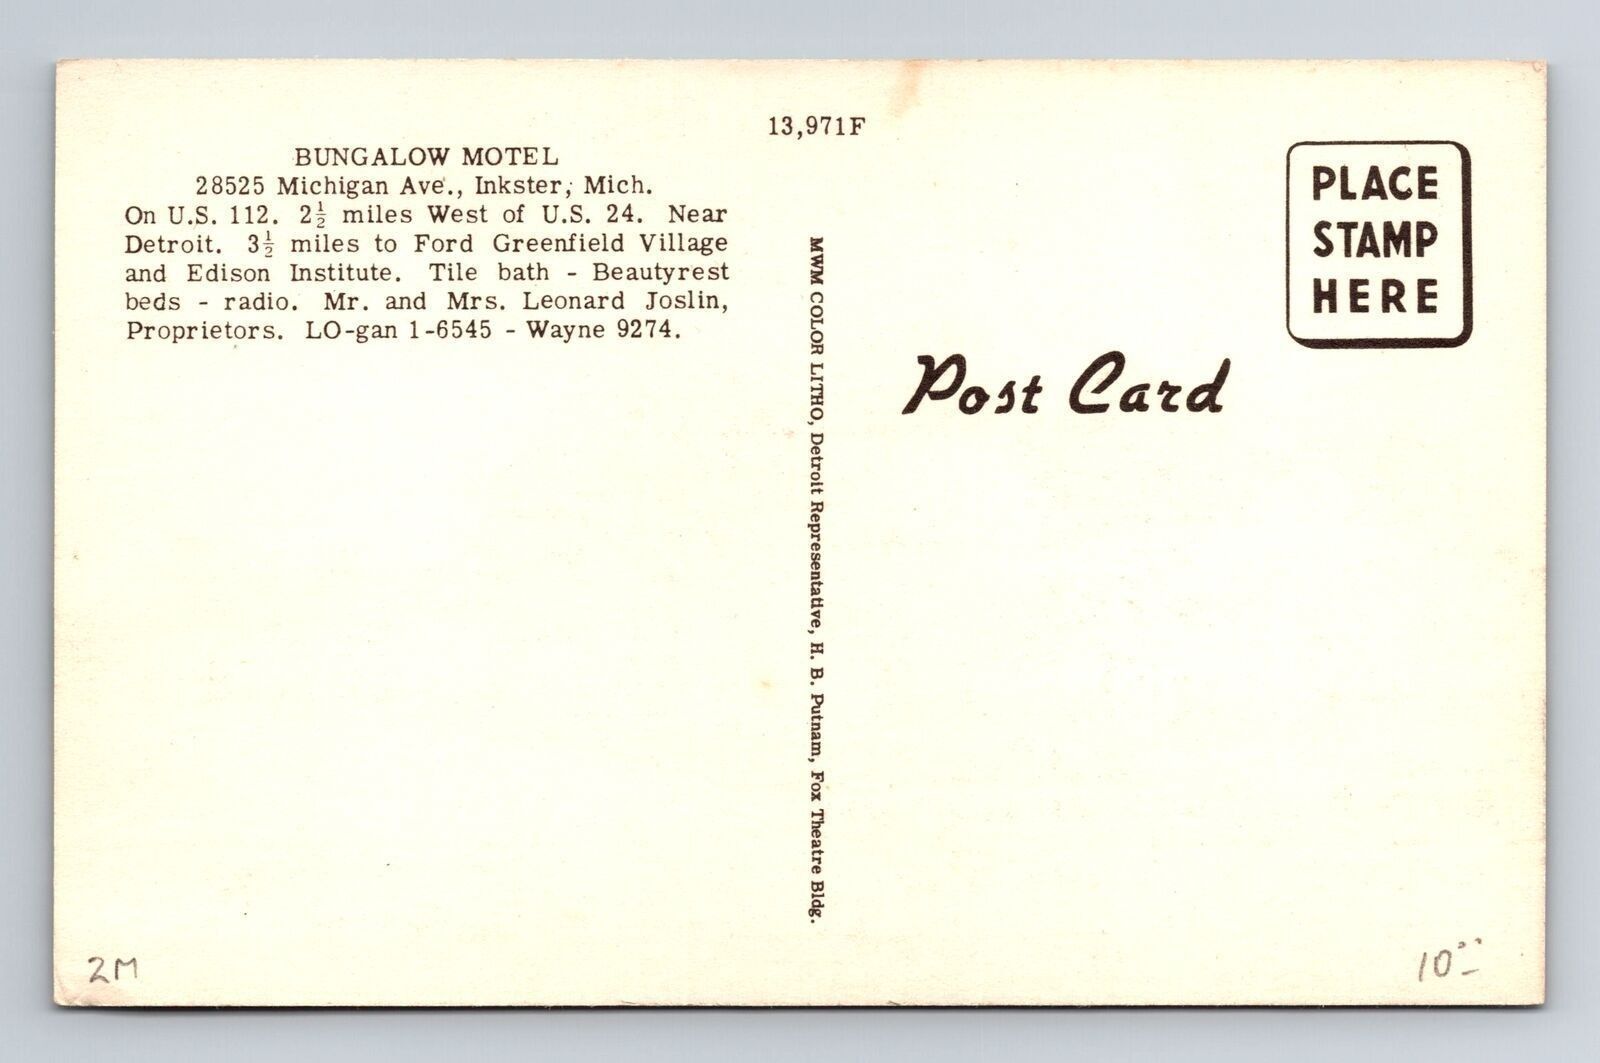 13,971F
BUNGALOW MOTEL
28525 Michigan Ave., Inkster, Mich.
On U.S. 112. 2½ miles West of U.S. 24. Near
Detroit. 3½ miles to Ford Greenfield Village
and Edison Institute. Tile bath - Beautyrest
beds - radio. Mr. and Mrs. Leonard Joslin,
Proprietors. LO-gan 1-6545 - Wayne 9274.
MWM COLOR LITHO, Detroit Representative, H. B. Putnam, Fox Theatre Bldg.
PLACE
STAMP
HERE
Post Card
2M
10⁰⁰